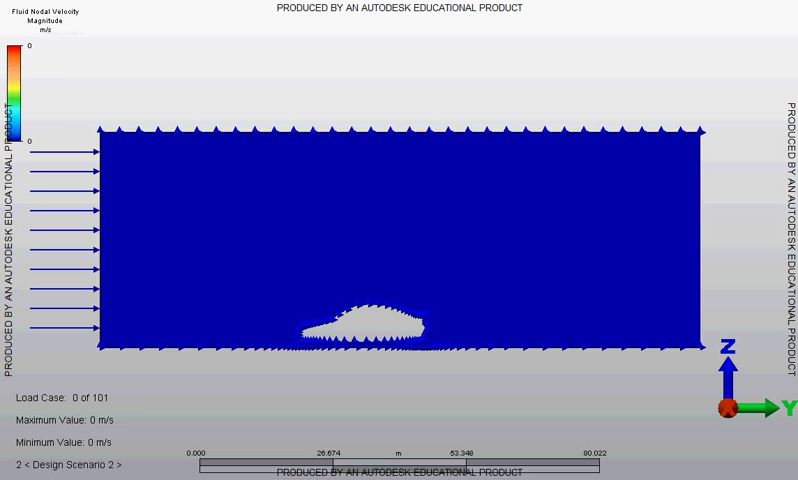 PRODUCED BY AN AUTODESK EDUCATIONAL PRODUCT
Fluid Nodal Velocity
Magnitude
m/s
0
0
PRODUCED BY AN AUTODESK EDUCATIONAL PRODUCT
PRODUCED BY AN AUTODESK EDUCATIONAL PRODUCT
Z
Y
X
Load Case: 0 of 101
Maximum Value: 0 m/s
Minimum Value: 0 m/s
2 < Design Scenario 2 >
0.000 26.674 m 53.348 80.022
PRODUCED BY AN AUTODESK EDUCATIONAL PRODUCT